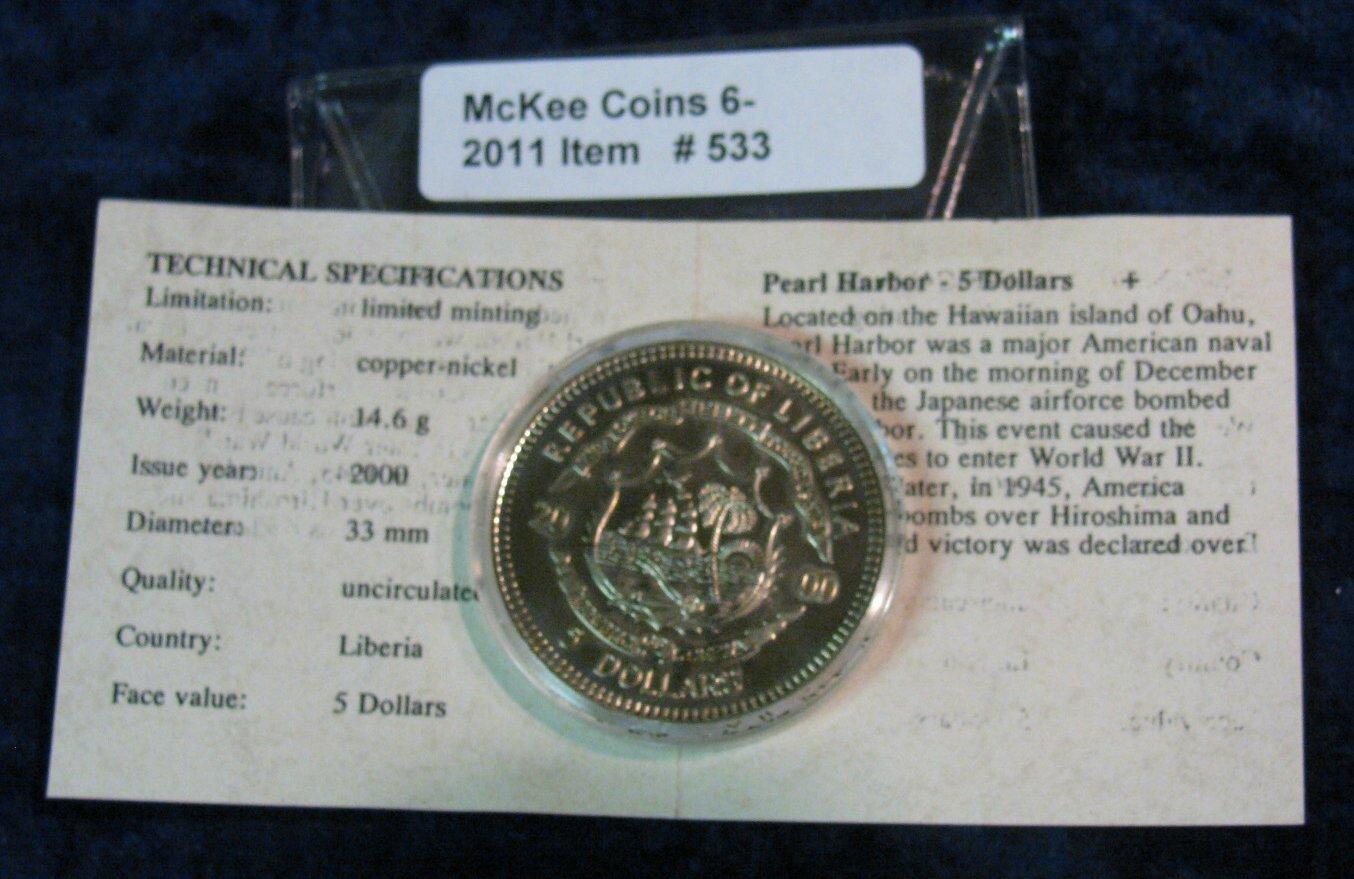 McKee Coins 6-
2011 Item # 533
TECHNICAL SPECIFICATIONS
Limitation: limited minting
Material: copper-nickel
Weight: 14.6 g
Issue year: 2000
Diameter: 33 mm
Quality:
Country: Liberia
Face value: 5 Dollars
Pearl Harbor - 5 Dollars +
Located on the Hawaiian island of Oahu,
Harbor was a major American naval
Early on the morning of December
the Japanese airforce bombed
This event caused the
to enter World War II.
in 1945, America
bombs over Hiroshima and
victory was declared over
REPUBLIC OF LIBERIA
20 00
5
DOLLARS